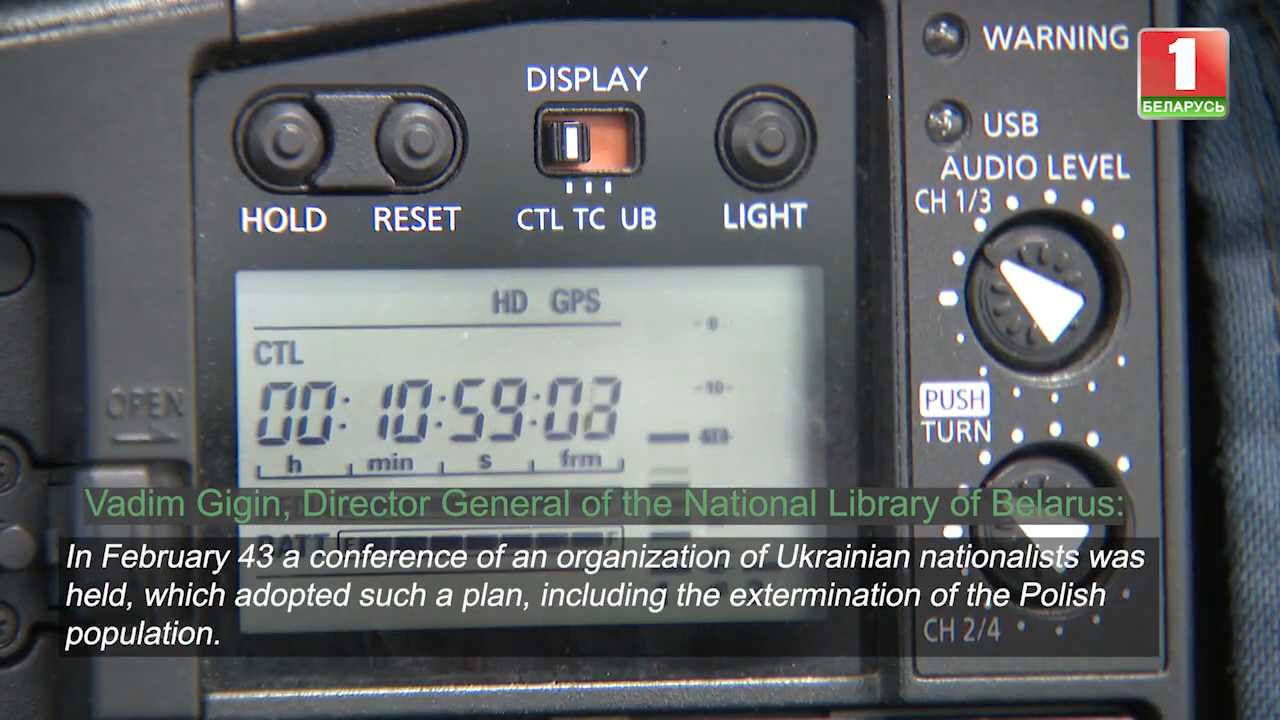 WARNING
1
БЕЛАРУСЬ
DISPLAY
USB
AUDIO LEVEL
HOLD RESET
CTL TC UB
LIGHT
CH 1/3
HD GPS
CTL
00: 10:59:08
h min s frm
0
-10-
OPEN
PUSH
TURN
Vadim Gigin, Director General of the National Library of Belarus:
BATT E F
In February 43 a conference of an organization of Ukrainian nationalists was
held, which adopted such a plan, including the extermination of the Polish
population.
CH 2/4